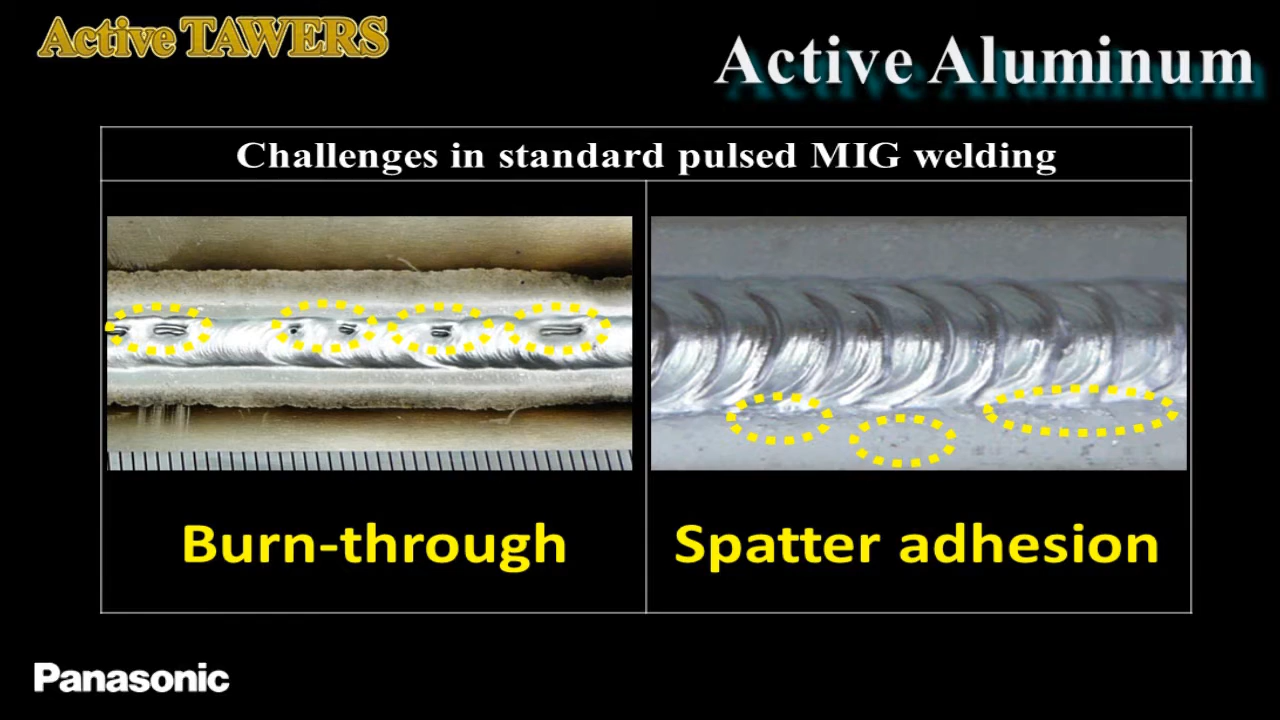 Active TAWERS
Active Aluminum
Challenges in standard pulsed MIG welding
Burn-through
Spatter adhesion
Panasonic